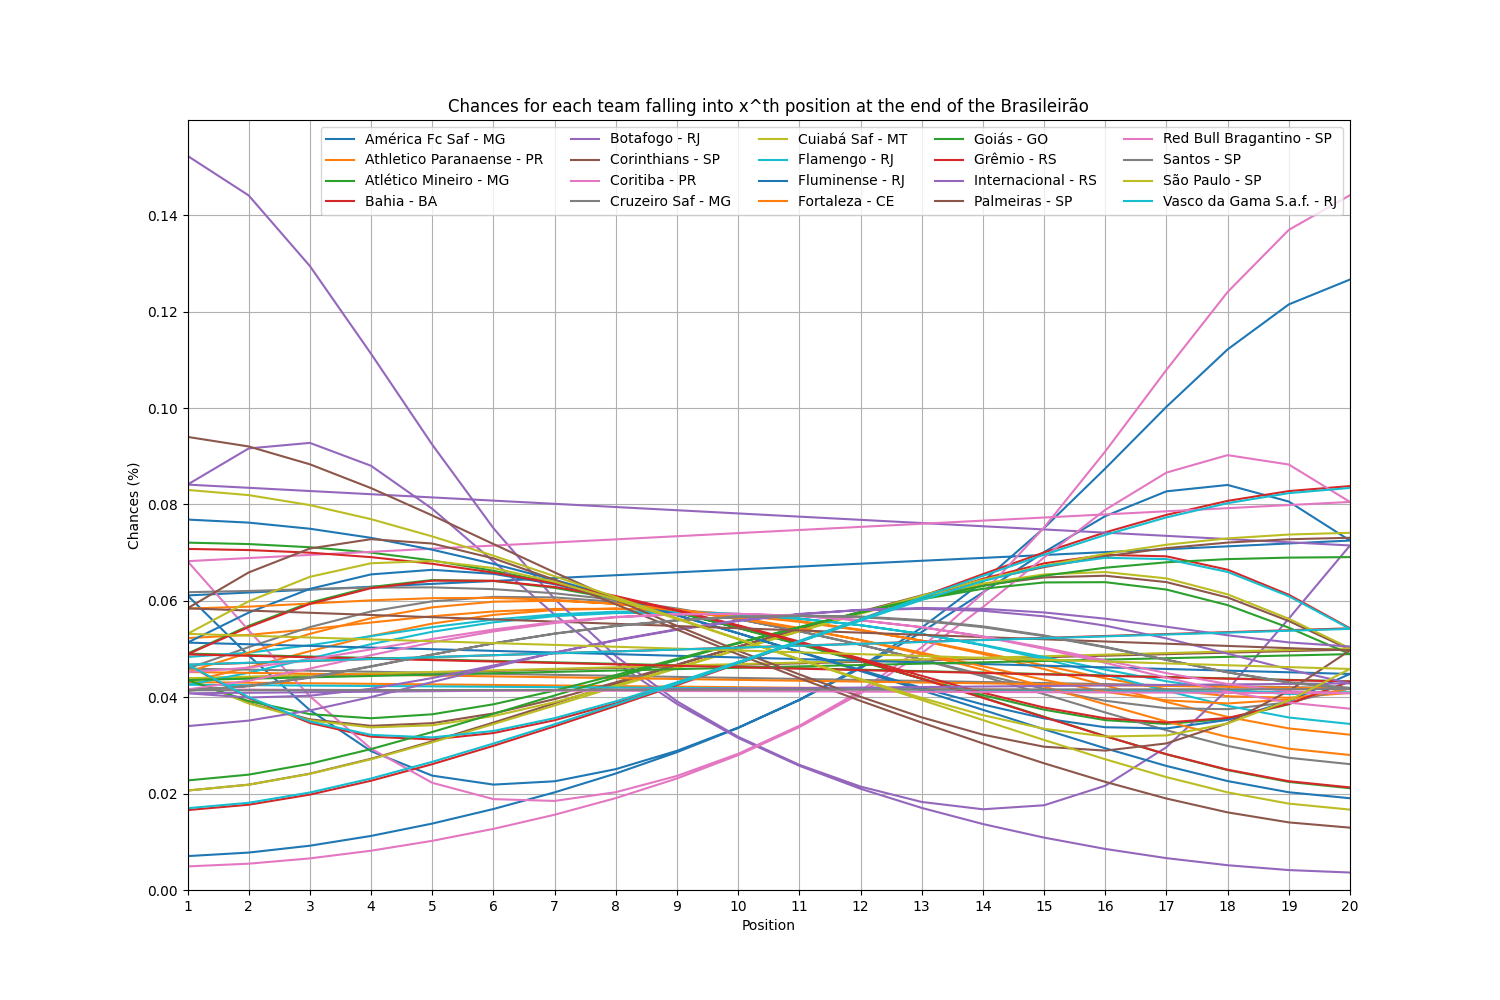 Chances for each team falling into x^th position at the end of the Brasileirão
América Fc Saf - MG
Athletico Paranaense - PR
Atlético Mineiro - MG
Bahia - BA
Botafogo - RJ
Corinthians - SP
Coritiba - PR
Cruzeiro Saf - MG
Cuiabá Saf - MT
Flamengo - RJ
Fluminense - RJ
Fortaleza - CE
Goiás - GO
Grêmio - RS
Internacional - RS
Palmeiras - SP
Red Bull Bragantino - SP
Santos - SP
São Paulo - SP
Vasco da Gama S.a.f. - RJ
Chances (%)
0.14
0.12
0.10
0.08
0.06
0.04
0.02
0.00
1 2 3 4 5 6 7 8 9 10 11 12 13 14 15 16 17 18 19 20
Position